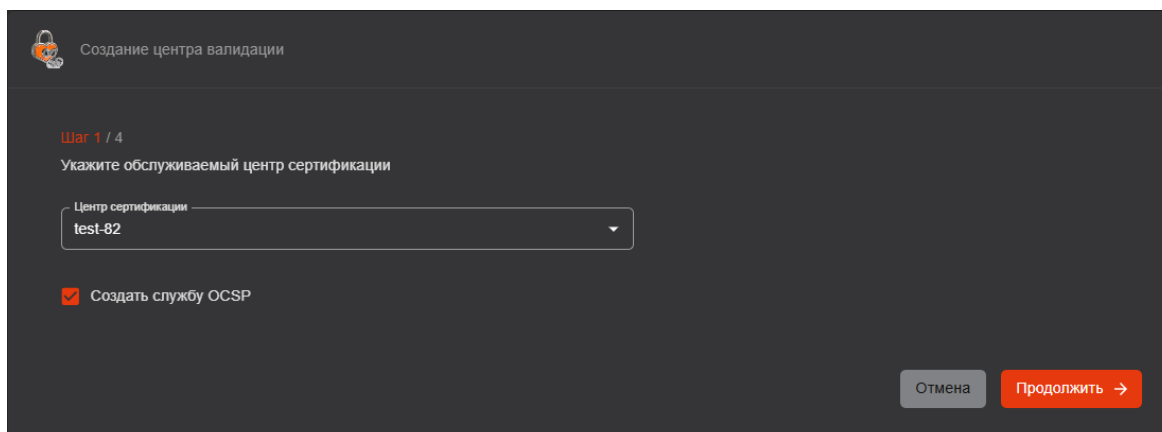 Создание центра валидации
Шаг 1 / 4
Укажите обслуживаемый центр сертификации
Центр сертификации
test-82
Создать службу OCSP
Отмена
Продолжить →